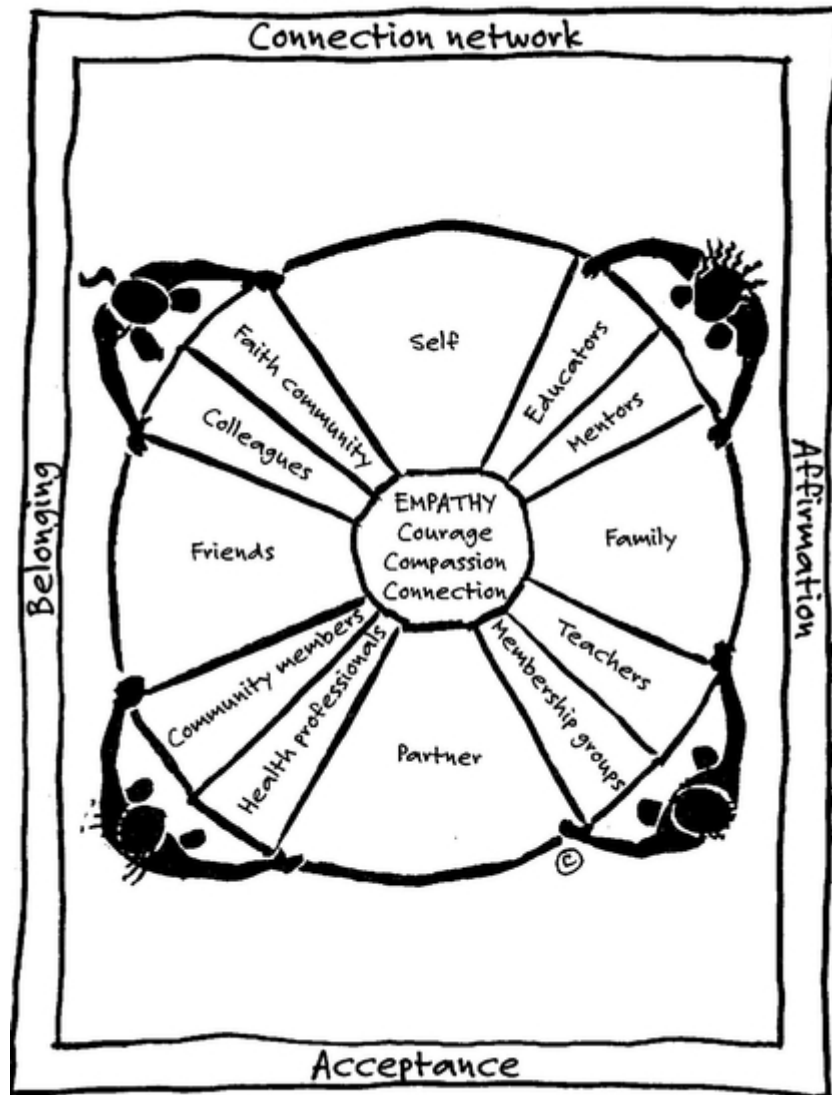 Connection network
Belonging
Affirmation
Self
Faith community
Colleagues
Educators
Mentors
Friends
EMPATHY
Courage
Compassion
Connection
Family
Community members
Health professionals
Partner
Teachers
Membership groups
©
Acceptance